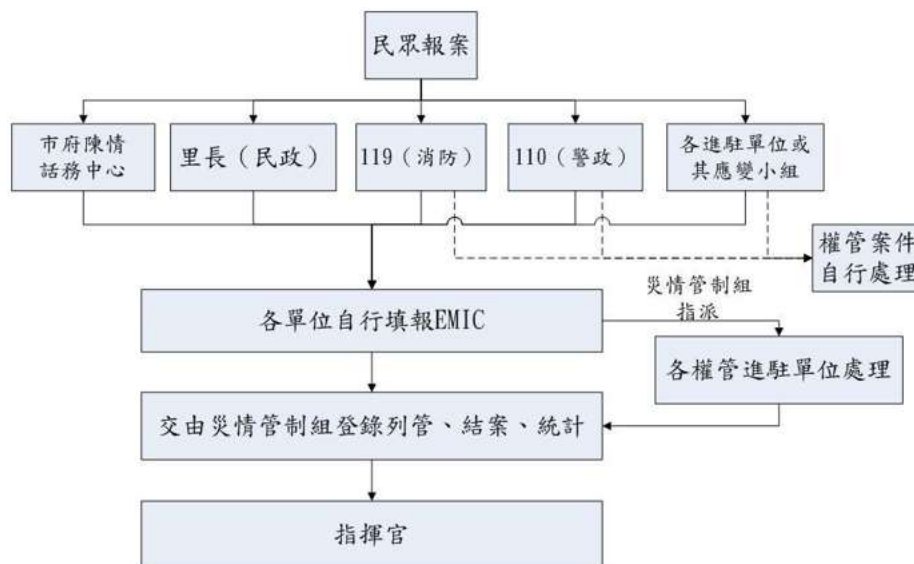 民眾報案
市府陳情
話務中心
里長（民政）
119（消防）
110（警政）
各進駐單位或
其應變小組
權管案件
自行處理
災情管制組
指派
各單位自行填報EMIC
各權管進駐單位處理
交由災情管制組登錄列管、結案、統計
指揮官